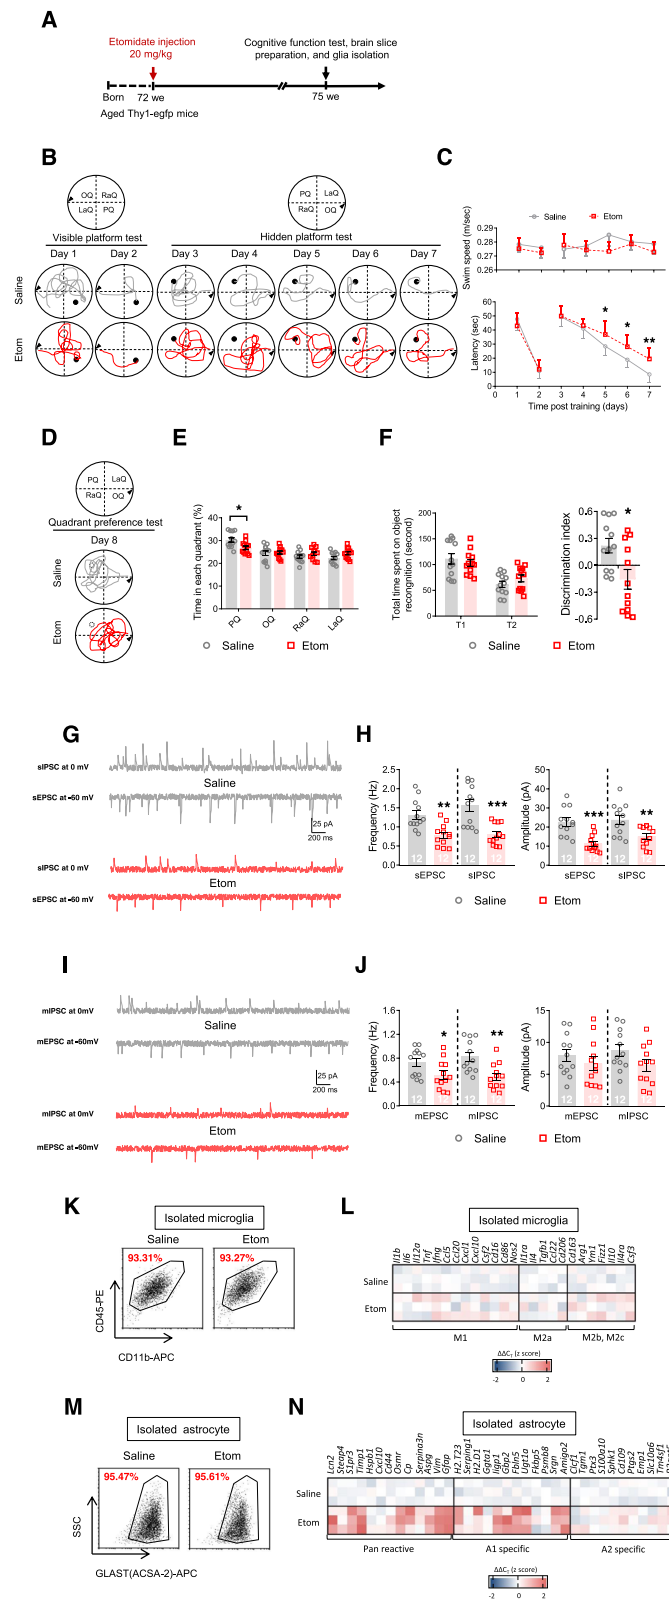 A
Etomidate injection
20 mg/kg
Cognitive function test, brain slice
preparation, and glia isolation
Born
72 we
75 we
Aged Thy1-egfp mice
B
OQ RaQ
LaQ PQ
PQ LaQ
RaQ OQ
Visible platform test
Hidden platform test
Day 1 Day 2 Day 3 Day 4 Day 5 Day 6 Day 7
Saline
Etom
C
Saline Etom
Swim speed (m/sec)
0.29
0.28
0.27
0.26
Latency (sec)
60
40
20
0
* * **
1 2 3 4 5 6 7
Time post training (days)
D
PQ LaQ
RaQ OQ
Quadrant preference test
Day 8
Saline
Etom
E
Time in each quadrant (%)
40
30
20
10
0
*
PQ OQ RaQ LaQ
Saline Etom
F
Total time spent on object
recongnition (second)
200
150
100
50
0
T1 T2
Discrimination index
0.6
0.3
0.0
-0.3
-0.6
*
Saline Etom
G
sIPSC at 0 mV
Saline
sEPSC at -60 mV
25 pA
200 ms
sIPSC at 0 mV
Etom
sEPSC at -60 mV
H
Frequency (Hz)
2.5
2.0
1.5
1.0
0.5
0.0
** ***
12 12 12 12
sEPSC sIPSC
Amplitude (pA)
50
40
30
20
10
0
*** **
12 12 12 12
sEPSC sIPSC
Saline Etom
I
mIPSC at 0mV
Saline
mEPSC at -60mV
25 pA
200 ms
mIPSC at 0mV
Etom
mEPSC at -60mV
J
Frequency (Hz)
1.6
1.2
0.8
0.4
0.0
* **
12 12 12 12
mEPSC mIPSC
Amplitude (pA)
20
15
10
5
0
12 12 12 12
mEPSC mIPSC
Saline Etom
K
Isolated microglia
Saline Etom
93.31% 93.27%
CD45-PE
CD11b-APC
L
Isolated microglia
Il1b Il6 Il12a Tnf Ifng Ccl5 Ccl20 Cxcl1 Cxcl10 Csf2 Cd16 Cd86 Nos2 Il1ra Il4 Tgfb1 Ccl22 Cd206 Cd163 Arg1 Ym1 Fizz1 Il10 Il4ra Csf3
Saline
Etom
M1 M2a M2b, M2c
ΔΔCT (z score)
-2 0 2
M
Isolated astrocyte
Saline Etom
95.47% 95.61%
SSC
GLAST(ACSA-2)-APC
N
Isolated astrocyte
Lcn2 Steap4 S1pr3 Timp1 Hspb1 Cxcl10 Cd44 Osmr Cp Serpina3n Aspg Vim Gfap H2.T23 Serping1 H2.D1 Ggta1 Iigp1 Gbp2 Fbln5 Ugt1a Fkbp5 Psmb8 Srgn Amigo2 Clcf1 Tgm1 Ptx3 S100a10 Sphk1 Cd109 Ptgs2 Emp1 Slc10a6 Tm4sf1
Saline
Etom
Pan reactive A1 specific A2 specific
ΔΔCT (z score)
-2 0 2